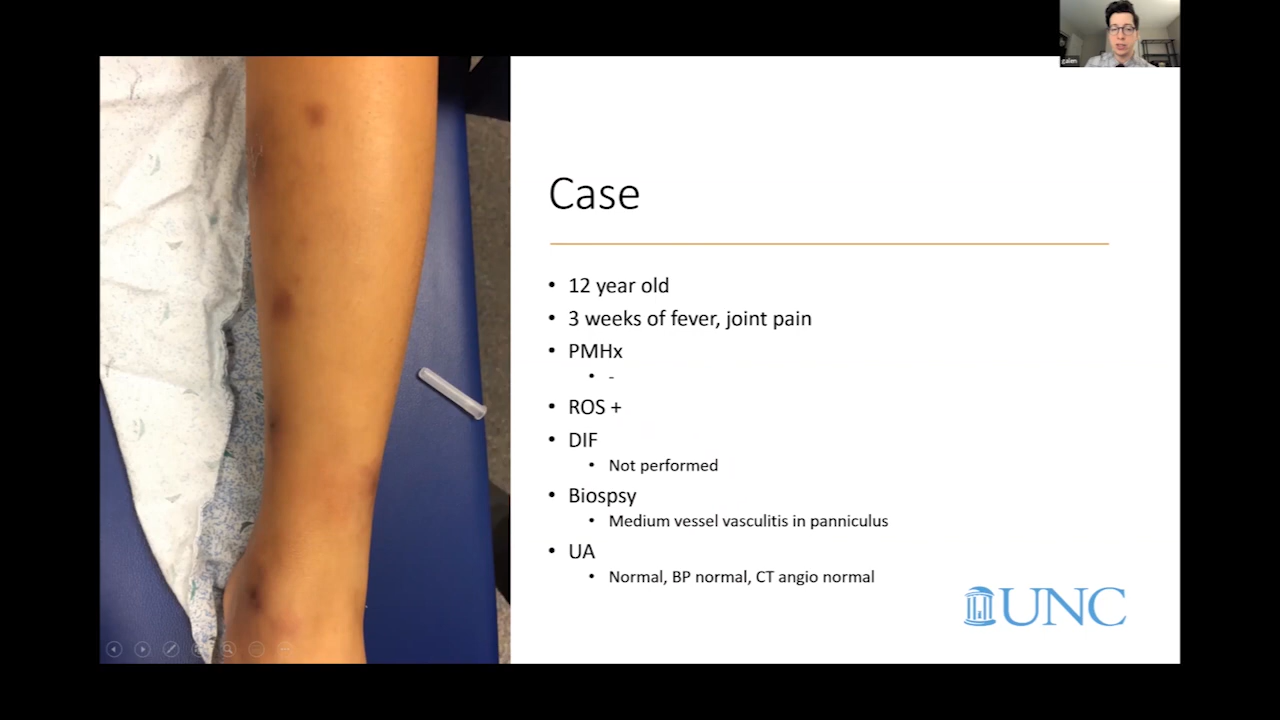 galen
Case
• 12 year old
• 3 weeks of fever, joint pain
• PMHx
• -
• ROS +
• DIF
• Not performed
• Biospsy
• Medium vessel vasculitis in panniculus
• UA
• Normal, BP normal, CT angio normal
UNC